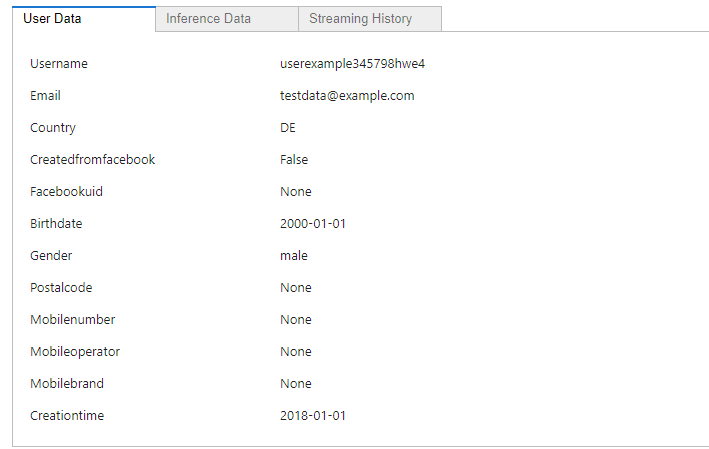 User Data Inference Data Streaming History
Username userexample345798hwe4
Email testdata@example.com
Country DE
Createdfromfacebook False
Facebookuid None
Birthdate 2000-01-01
Gender male
Postalcode None
Mobilenumber None
Mobileoperator None
Mobilebrand None
Creationtime 2018-01-01